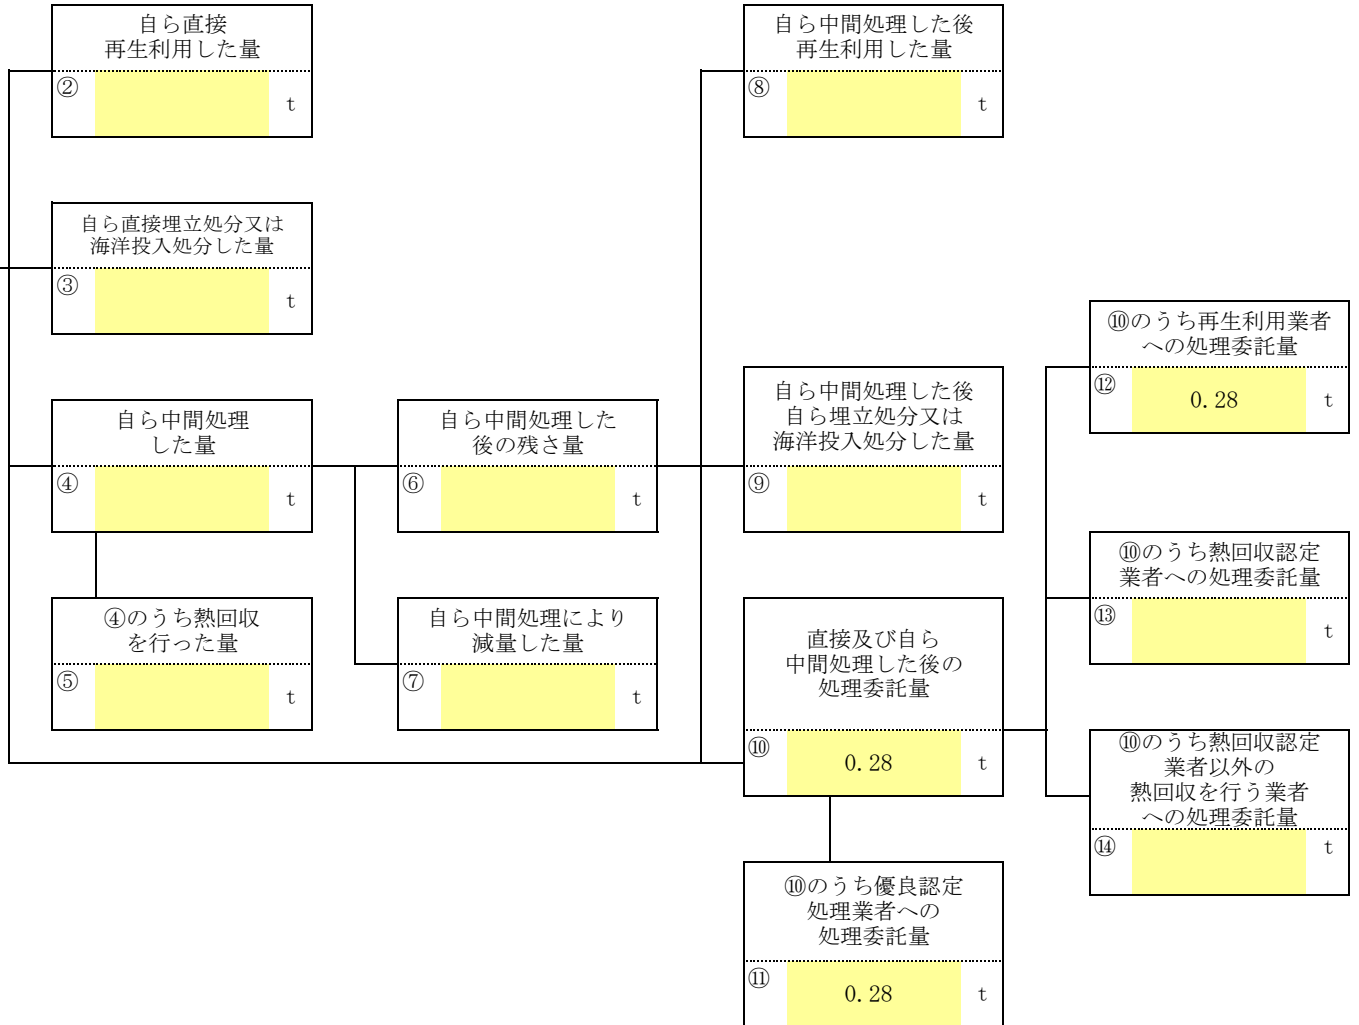 自ら直接
再生利用した量
②
t
自ら中間処理した後
再生利用した量
⑧
t
自ら直接埋立処分又は
海洋投入処分した量
③
t
⑩のうち再生利用業者
への処理委託量
⑫
0.28
t
自ら中間処理
した量
④
t
自ら中間処理した
後の残さ量
⑥
t
自ら中間処理した後
自ら埋立処分又は
海洋投入処分した量
⑨
t
⑩のうち熱回収認定
業者への処理委託量
⑬
t
④のうち熱回収
を行った量
⑤
t
自ら中間処理により
減量した量
⑦
t
直接及び自ら
中間処理した後の
処理委託量
⑩
0.28
t
⑩のうち熱回収認定
業者以外の
熱回収を行う業者
への処理委託量
⑭
t
⑩のうち優良認定
処理業者への
処理委託量
⑪
0.28
t